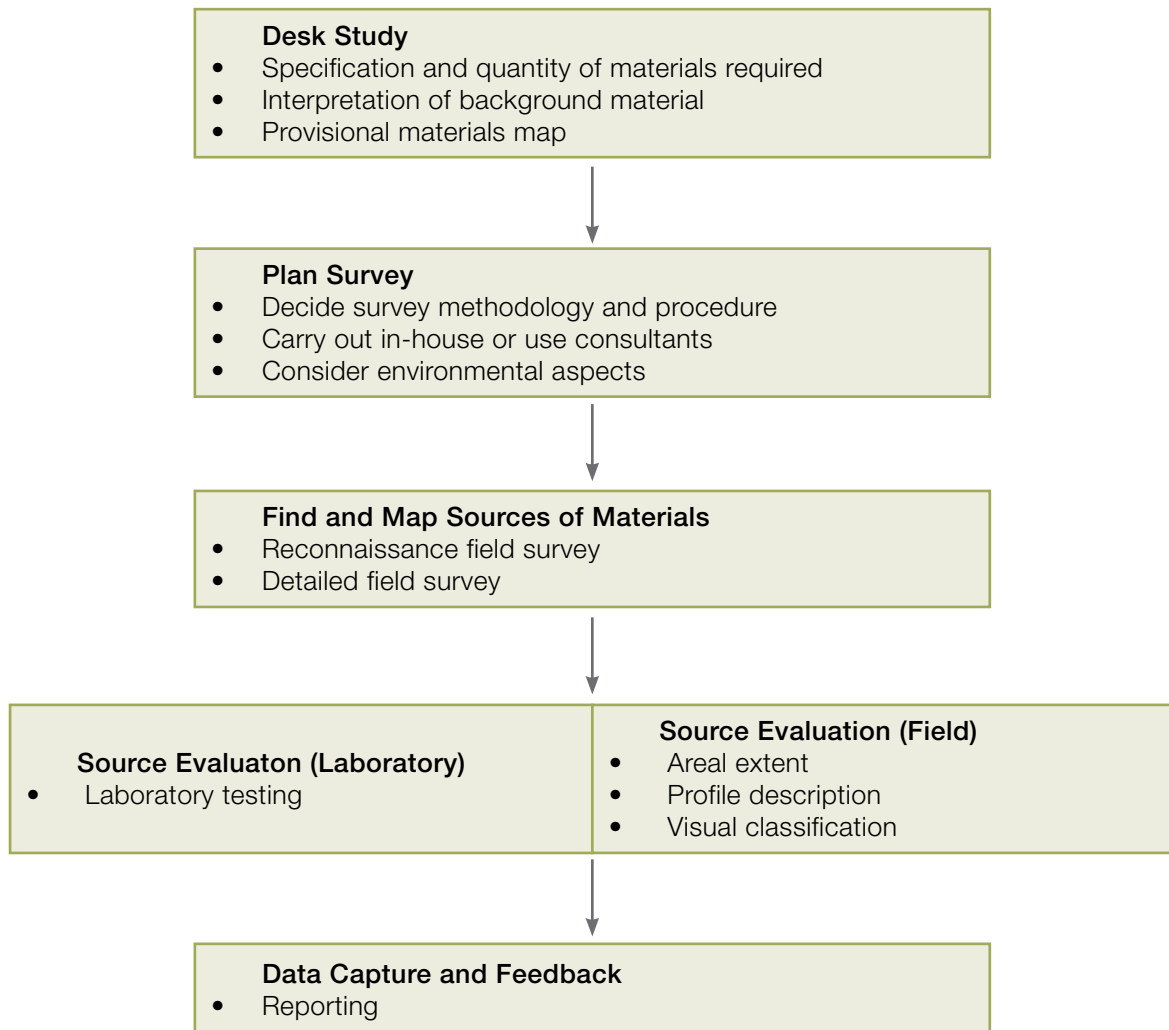 Desk Study
• Specification and quantity of materials required
• Interpretation of background material
• Provisional materials map
Plan Survey
• Decide survey methodology and procedure
• Carry out in-house or use consultants
• Consider environmental aspects
Find and Map Sources of Materials
• Reconnaissance field survey
• Detailed field survey
Source Evaluaton (Laboratory)
• Laboratory testing
Source Evaluation (Field)
• Areal extent
• Profile description
• Visual classification
Data Capture and Feedback
• Reporting